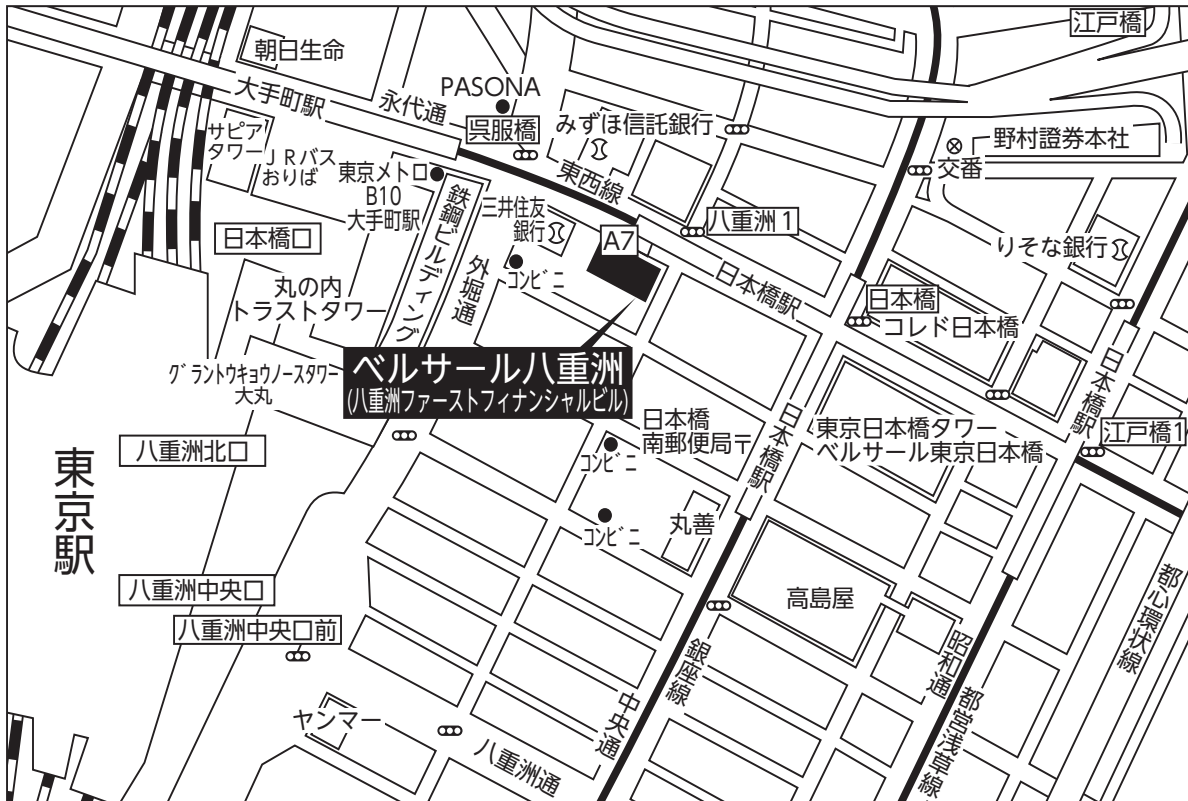 江戸橋
朝日生命
大手町駅
永代通
PASONA
呉服橋
みずほ信託銀行
野村證券本社
交番
サピア
タワー
JRバス
おりば
東京メトロ
B10
大手町駅
東西線
鉄鋼ビルディング
三井住友
銀行
八重洲1
A7
りそな銀行
日本橋口
外堀通
コンビニ
日本橋駅
日本橋
コレド日本橋
丸の内
トラストタワー
グラントウキョウノースタワー
大丸
ベルサール八重洲
(八重洲ファーストフィナンシャルビル)
日本橋駅
日本橋
南郵便局〒
日本橋駅
東京日本橋タワー
ベルサール東京日本橋
江戸橋1
八重洲北口
コンビニ
東京駅
コンビニ
丸善
高島屋
都心環状線
八重洲中央口
八重洲中央口前
銀座線
昭和通
ヤンマー
中央通
都営浅草線
八重洲通